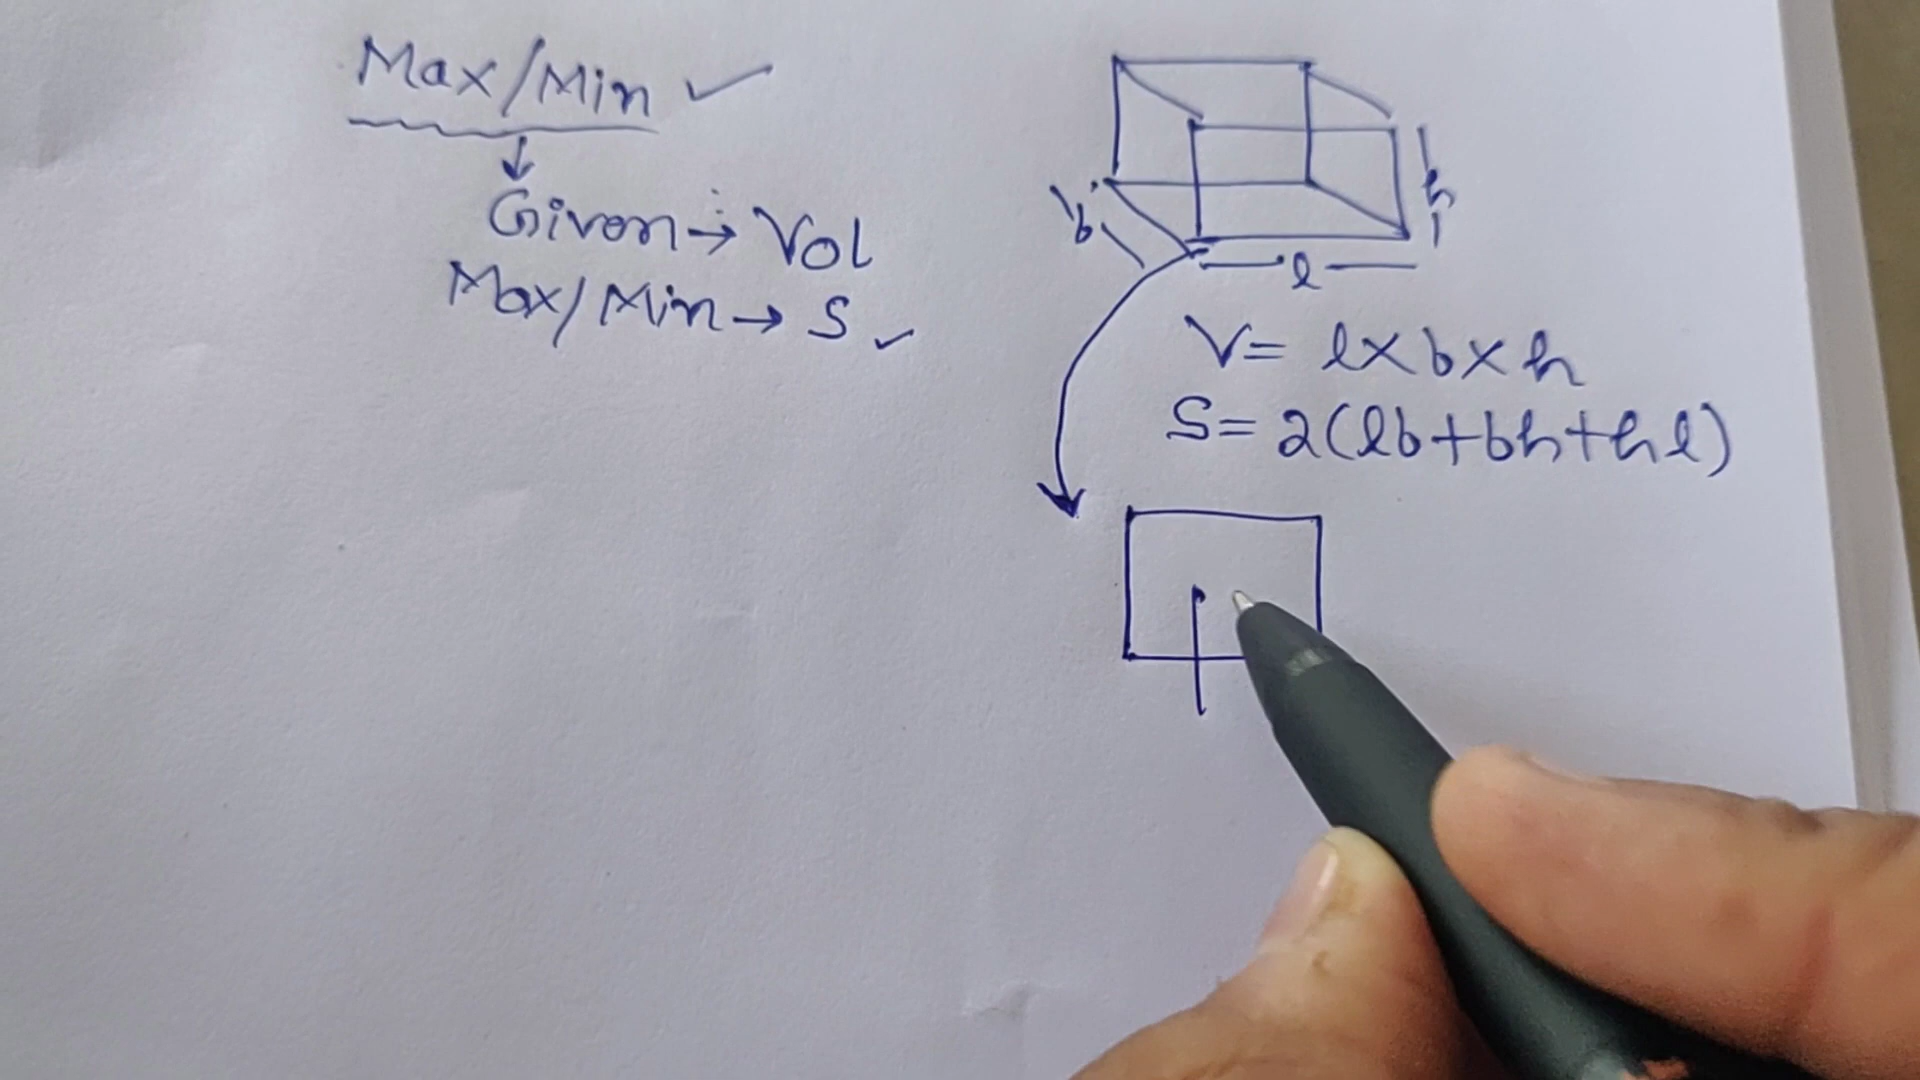 Max/Min ✓
↓
Given → Vol
Max/Min → S ✓
b
h
l
V = l×b×h
S = 2(lb+bh+hl)